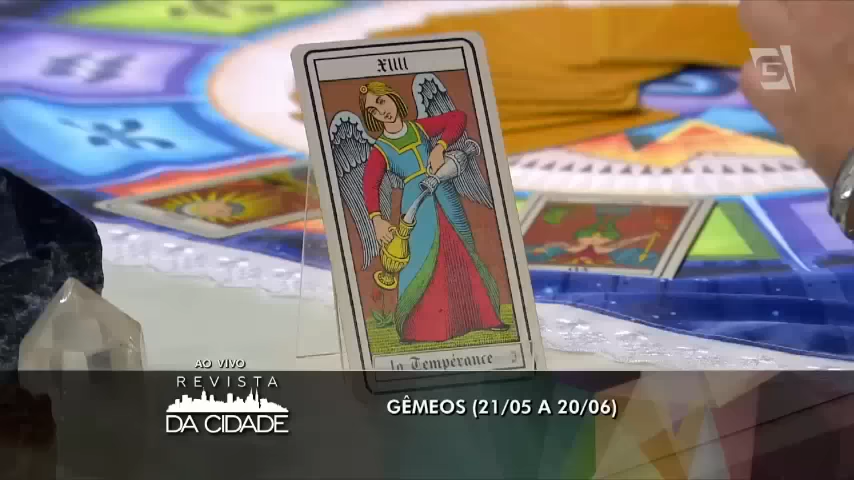 XIIII
la Tempérance
AO VIVO
REVISTA
DA CIDADE
GÊMEOS (21/05 A 20/06)
G